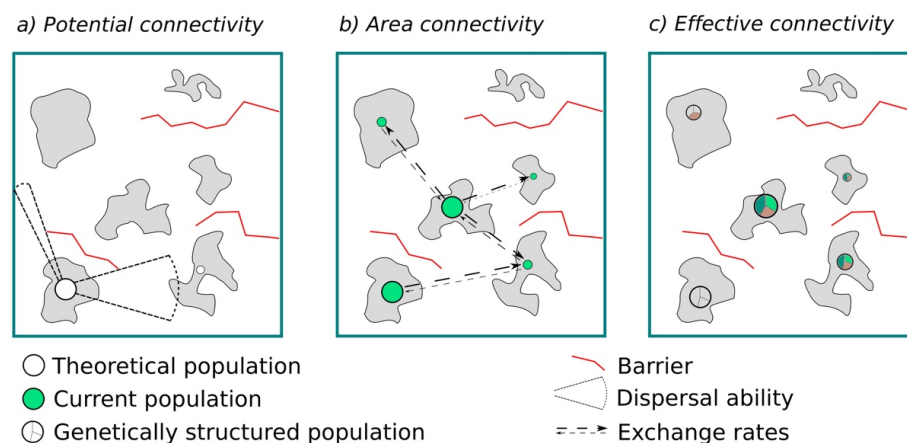 a) Potential connectivity
b) Area connectivity
c) Effective connectivity
Theoretical population
Current population
Genetically structured population
Barrier
Dispersal ability
Exchange rates